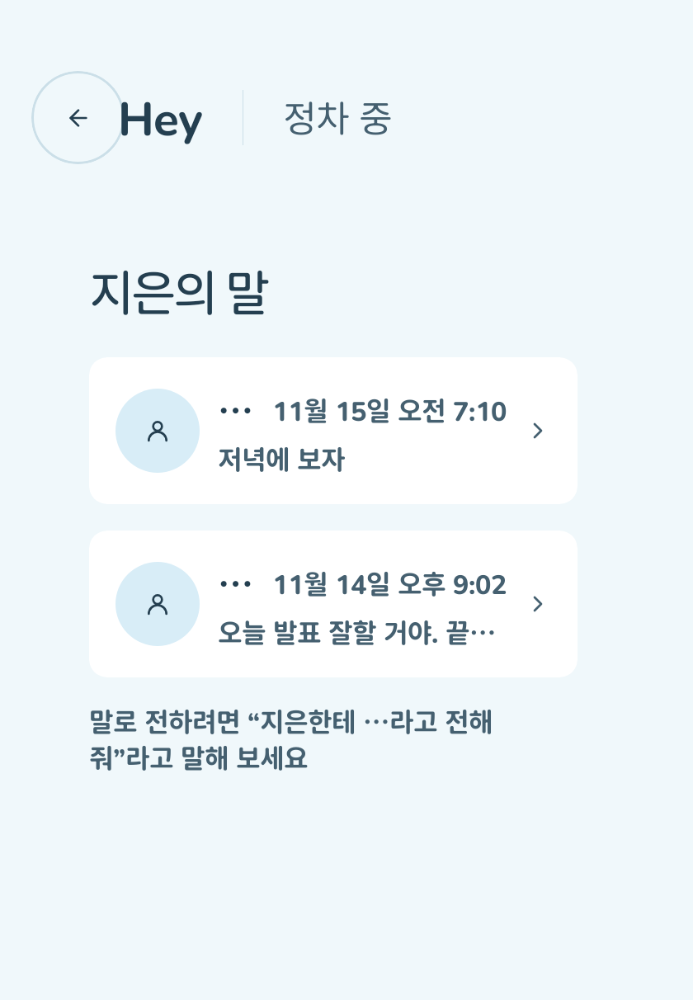 Hey
정차 중
지은의 말
… 11월 15일 오전 7:10
저녁에 보자
… 11월 14일 오후 9:02
오늘 발표 잘할 거야. 끝…
말로 전하려면 “지은한테 …라고 전해
줘”라고 말해 보세요